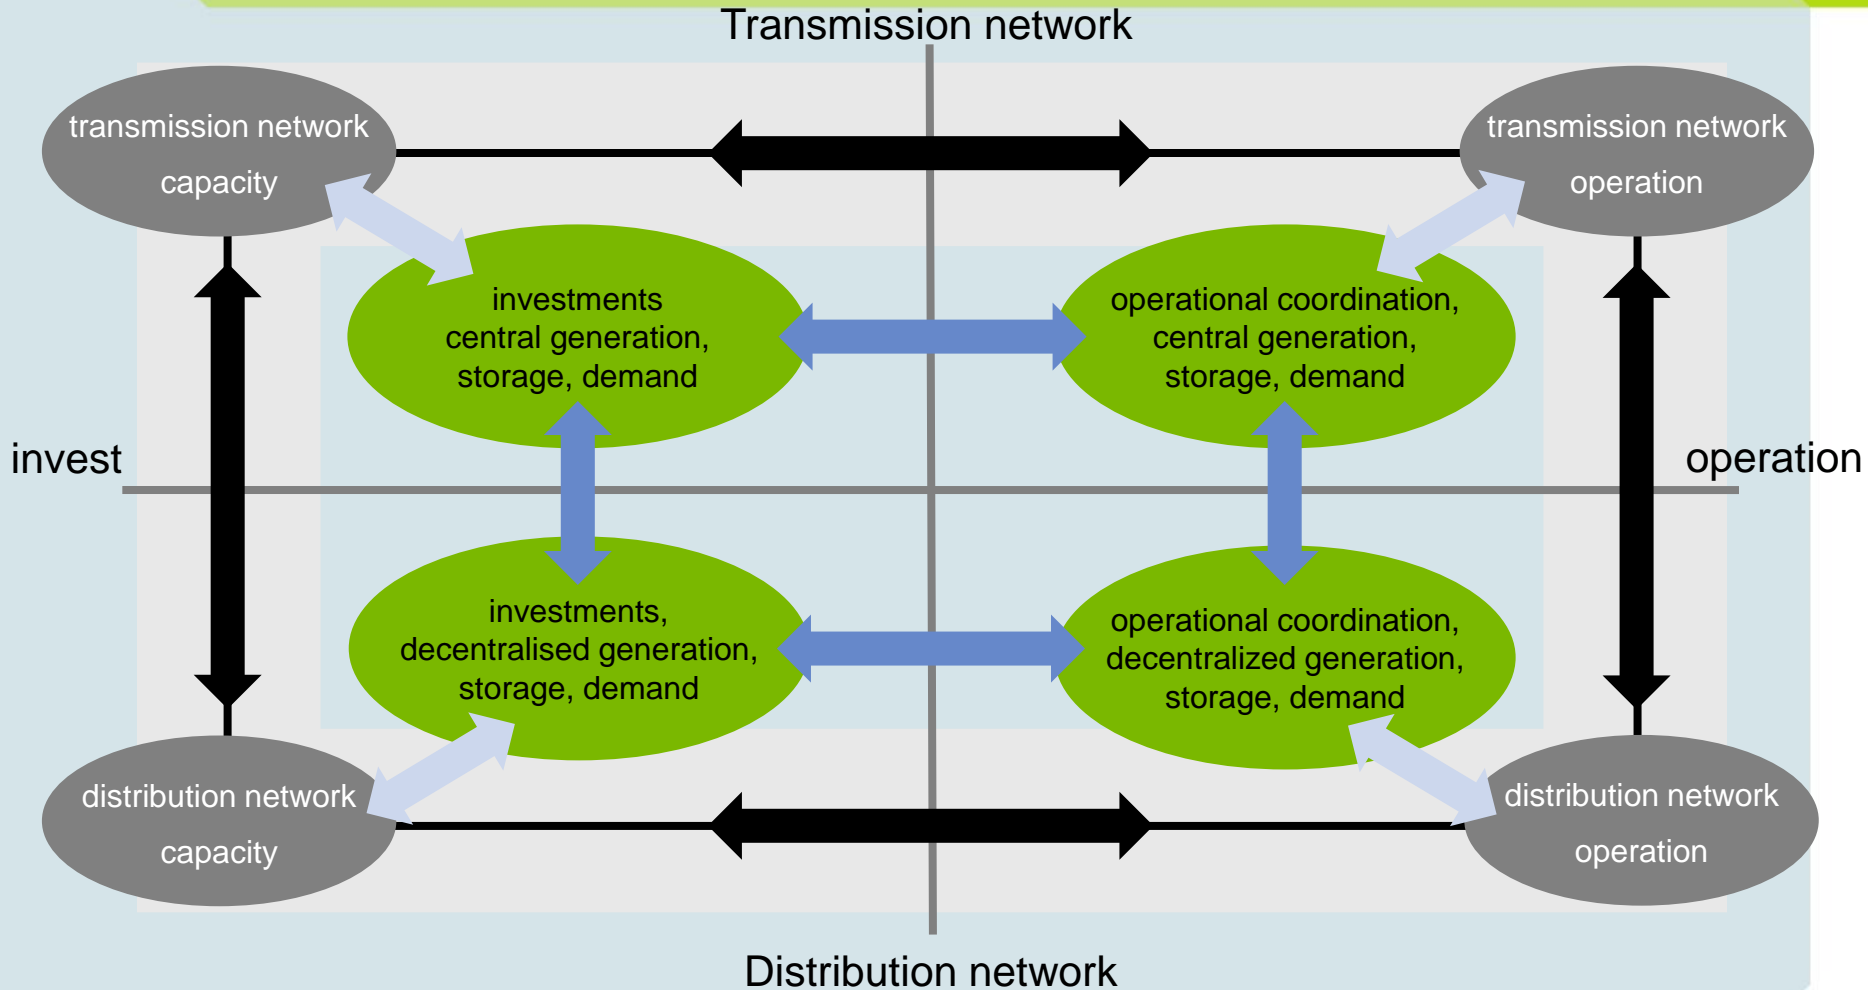 Transmission network
transmission network
capacity
transmission network
operation
investments
central generation,
storage, demand
operational coordination,
central generation,
storage, demand
invest
operation
investments,
decentralised generation,
storage, demand
operational coordination,
decentralized generation,
storage, demand
distribution network
capacity
distribution network
operation
Distribution network